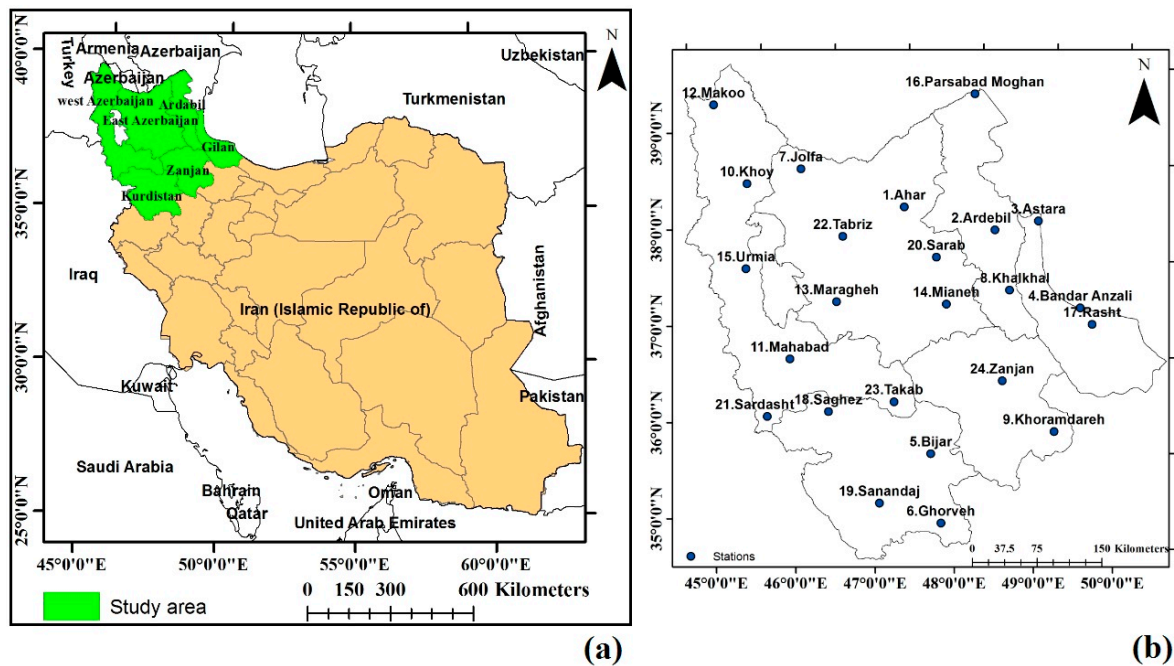 N
40°0'0"N
35°0'0"N
30°0'0"N
25°0'0"N
Turkey
Armenia
Azerbaijan
Uzbekistan
Azerbaijan
Turkmenistan
west Azerbaijan
Ardabil
East Azerbaijan
Gilan
Zanjan
Kurdistan
Iraq
Afghanistan
Iran (Islamic Republic of)
Kuwait
Pakistan
Saudi Arabia
Bahrain
Qatar
Oman
United Arab Emirates
45°0'0"E
50°0'0"E
55°0'0"E
60°0'0"E
0 150 300 600 Kilometers
Study area
(a)
N
39°0'0"N
38°0'0"N
37°0'0"N
36°0'0"N
35°0'0"N
16.Parsabad Moghan
12.Makoo
7.Jolfa
10.Khoy
1.Ahar
3.Astara
2.Ardebil
22.Tabriz
20.Sarab
15.Urmia
8.Khalkhal
13.Maragheh
14.Mianeh
4.Bandar Anzali
17.Rasht
11.Mahabad
24.Zanjan
23.Takab
18.Saghez
21.Sardasht
9.Khoramdareh
5.Bijar
19.Sanandaj
6.Ghorveh
0 37.5 75 150 Kilometers
Stations
45°0'0"E
46°0'0"E
47°0'0"E
48°0'0"E
49°0'0"E
50°0'0"E
(b)